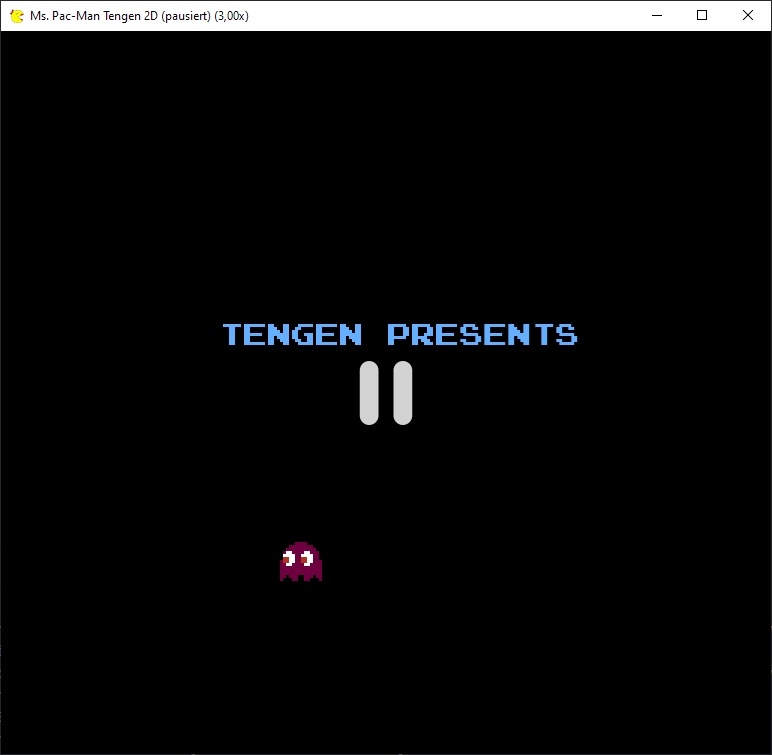 Ms. Pac-Man Tengen 2D (pausiert) (3,00x)
TENGEN PRESENTS